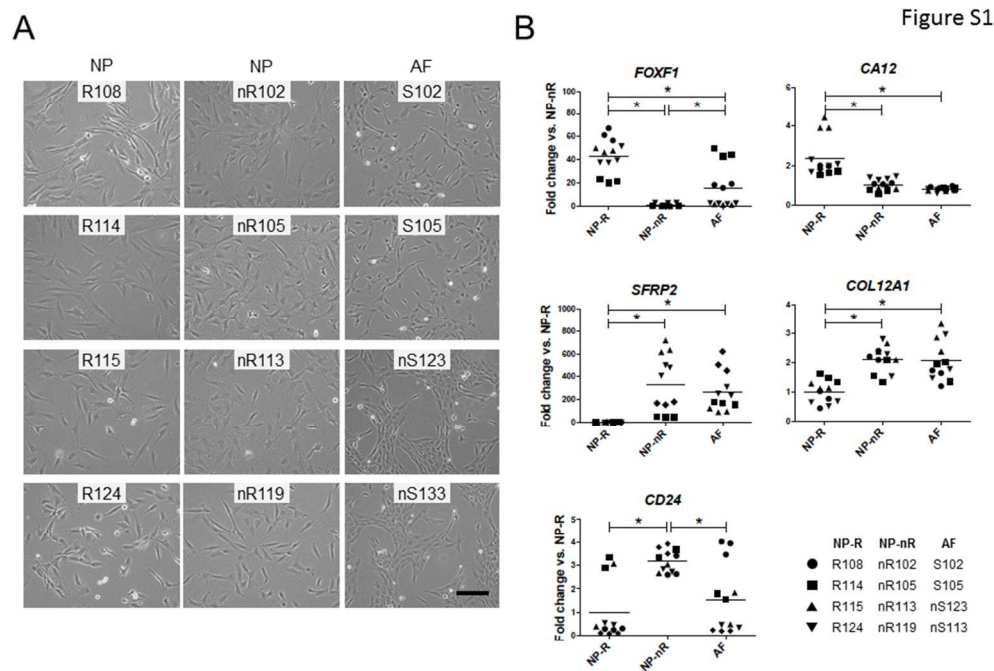 Figure S1
A
NP NP AF
R108 nR102 S102
R114 nR105 S105
R115 nR113 nS123
R124 nR119 nS133
B
FOXF1
Fold change vs. NP-nR
100
80
60
40
20
0
* * *
NP-R NP-nR AF
CA12
6
4
2
0
* *
NP-R NP-nR AF
SFRP2
Fold change vs. NP-R
1000
800
600
400
200
0
* *
NP-R NP-nR AF
COL12A1
4
3
2
1
0
* *
NP-R NP-nR AF
CD24
Fold change vs. NP-R
5
4
3
2
1
0
* *
NP-R NP-nR AF
NP-R NP-nR AF
R108 nR102 S102
R114 nR105 S105
R115 nR113 nS123
R124 nR119 nS113